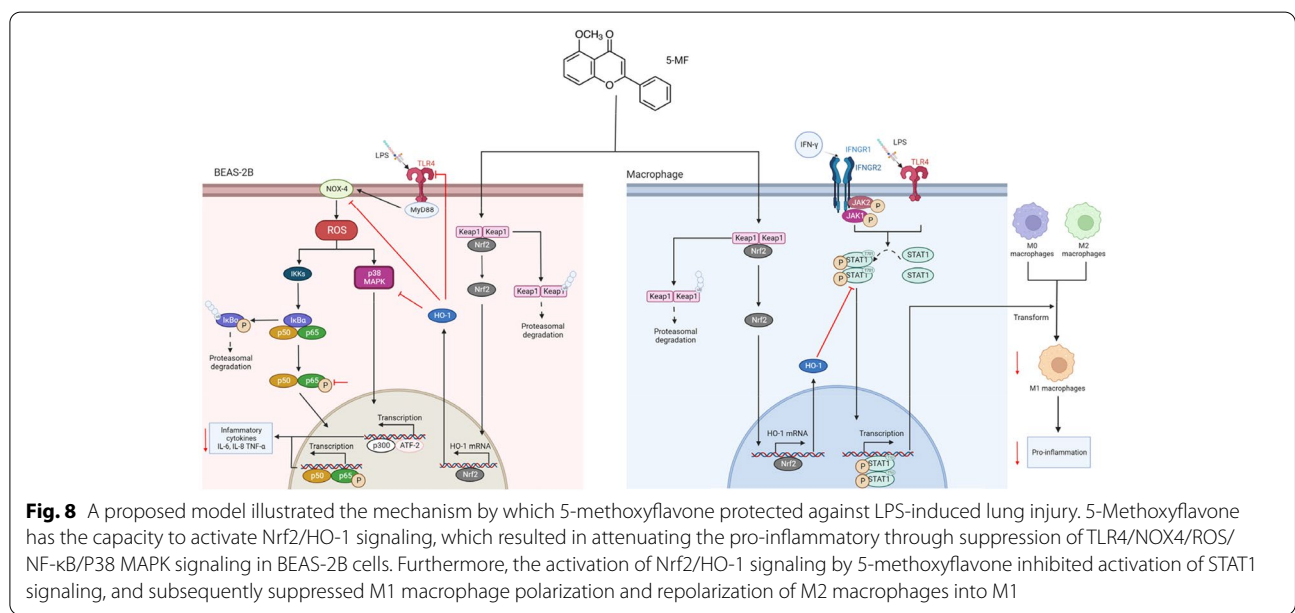 OCH₃
O
O
5-MF
BEAS-2B
LPS
TLR4
NOX-4
MyD88
ROS
IKKs
p38
MAPK
IκBα
P
IκBα
p50
p65
Proteasomal
degradation
p50
p65
P
Inflammatory
cytokines
IL-6, IL-8 TNF-α
Transcription
p50
p65
P
Transcription
p300
ATF-2
HO-1
HO-1 mRNA
Nrf2
Keap1 Keap1
Nrf2
Nrf2
Keap1 Keap1
Proteasomal
degradation
Macrophage
IFN-γ
IFNGR1
IFNGR2
LPS
TLR4
JAK2
P
JAK1
P
Keap1 Keap1
Nrf2
Keap1 Keap1
Proteasomal
degradation
Nrf2
P
STAT1
P
STAT1
STAT1
STAT1
HO-1
HO-1 mRNA
Nrf2
Transcription
P
STAT1
P
STAT1
M0
macrophages
M2
macrophages
Transform
M1 macrophages
Pro-inflammation
Fig. 8 A proposed model illustrated the mechanism by which 5-methoxyflavone protected against LPS-induced lung injury. 5-Methoxyflavone
has the capacity to activate Nrf2/HO-1 signaling, which resulted in attenuating the pro-inflammatory through suppression of TLR4/NOX4/ROS/
NF-κB/P38 MAPK signaling in BEAS-2B cells. Furthermore, the activation of Nrf2/HO-1 signaling by 5-methoxyflavone inhibited activation of STAT1
signaling, and subsequently suppressed M1 macrophage polarization and repolarization of M2 macrophages into M1